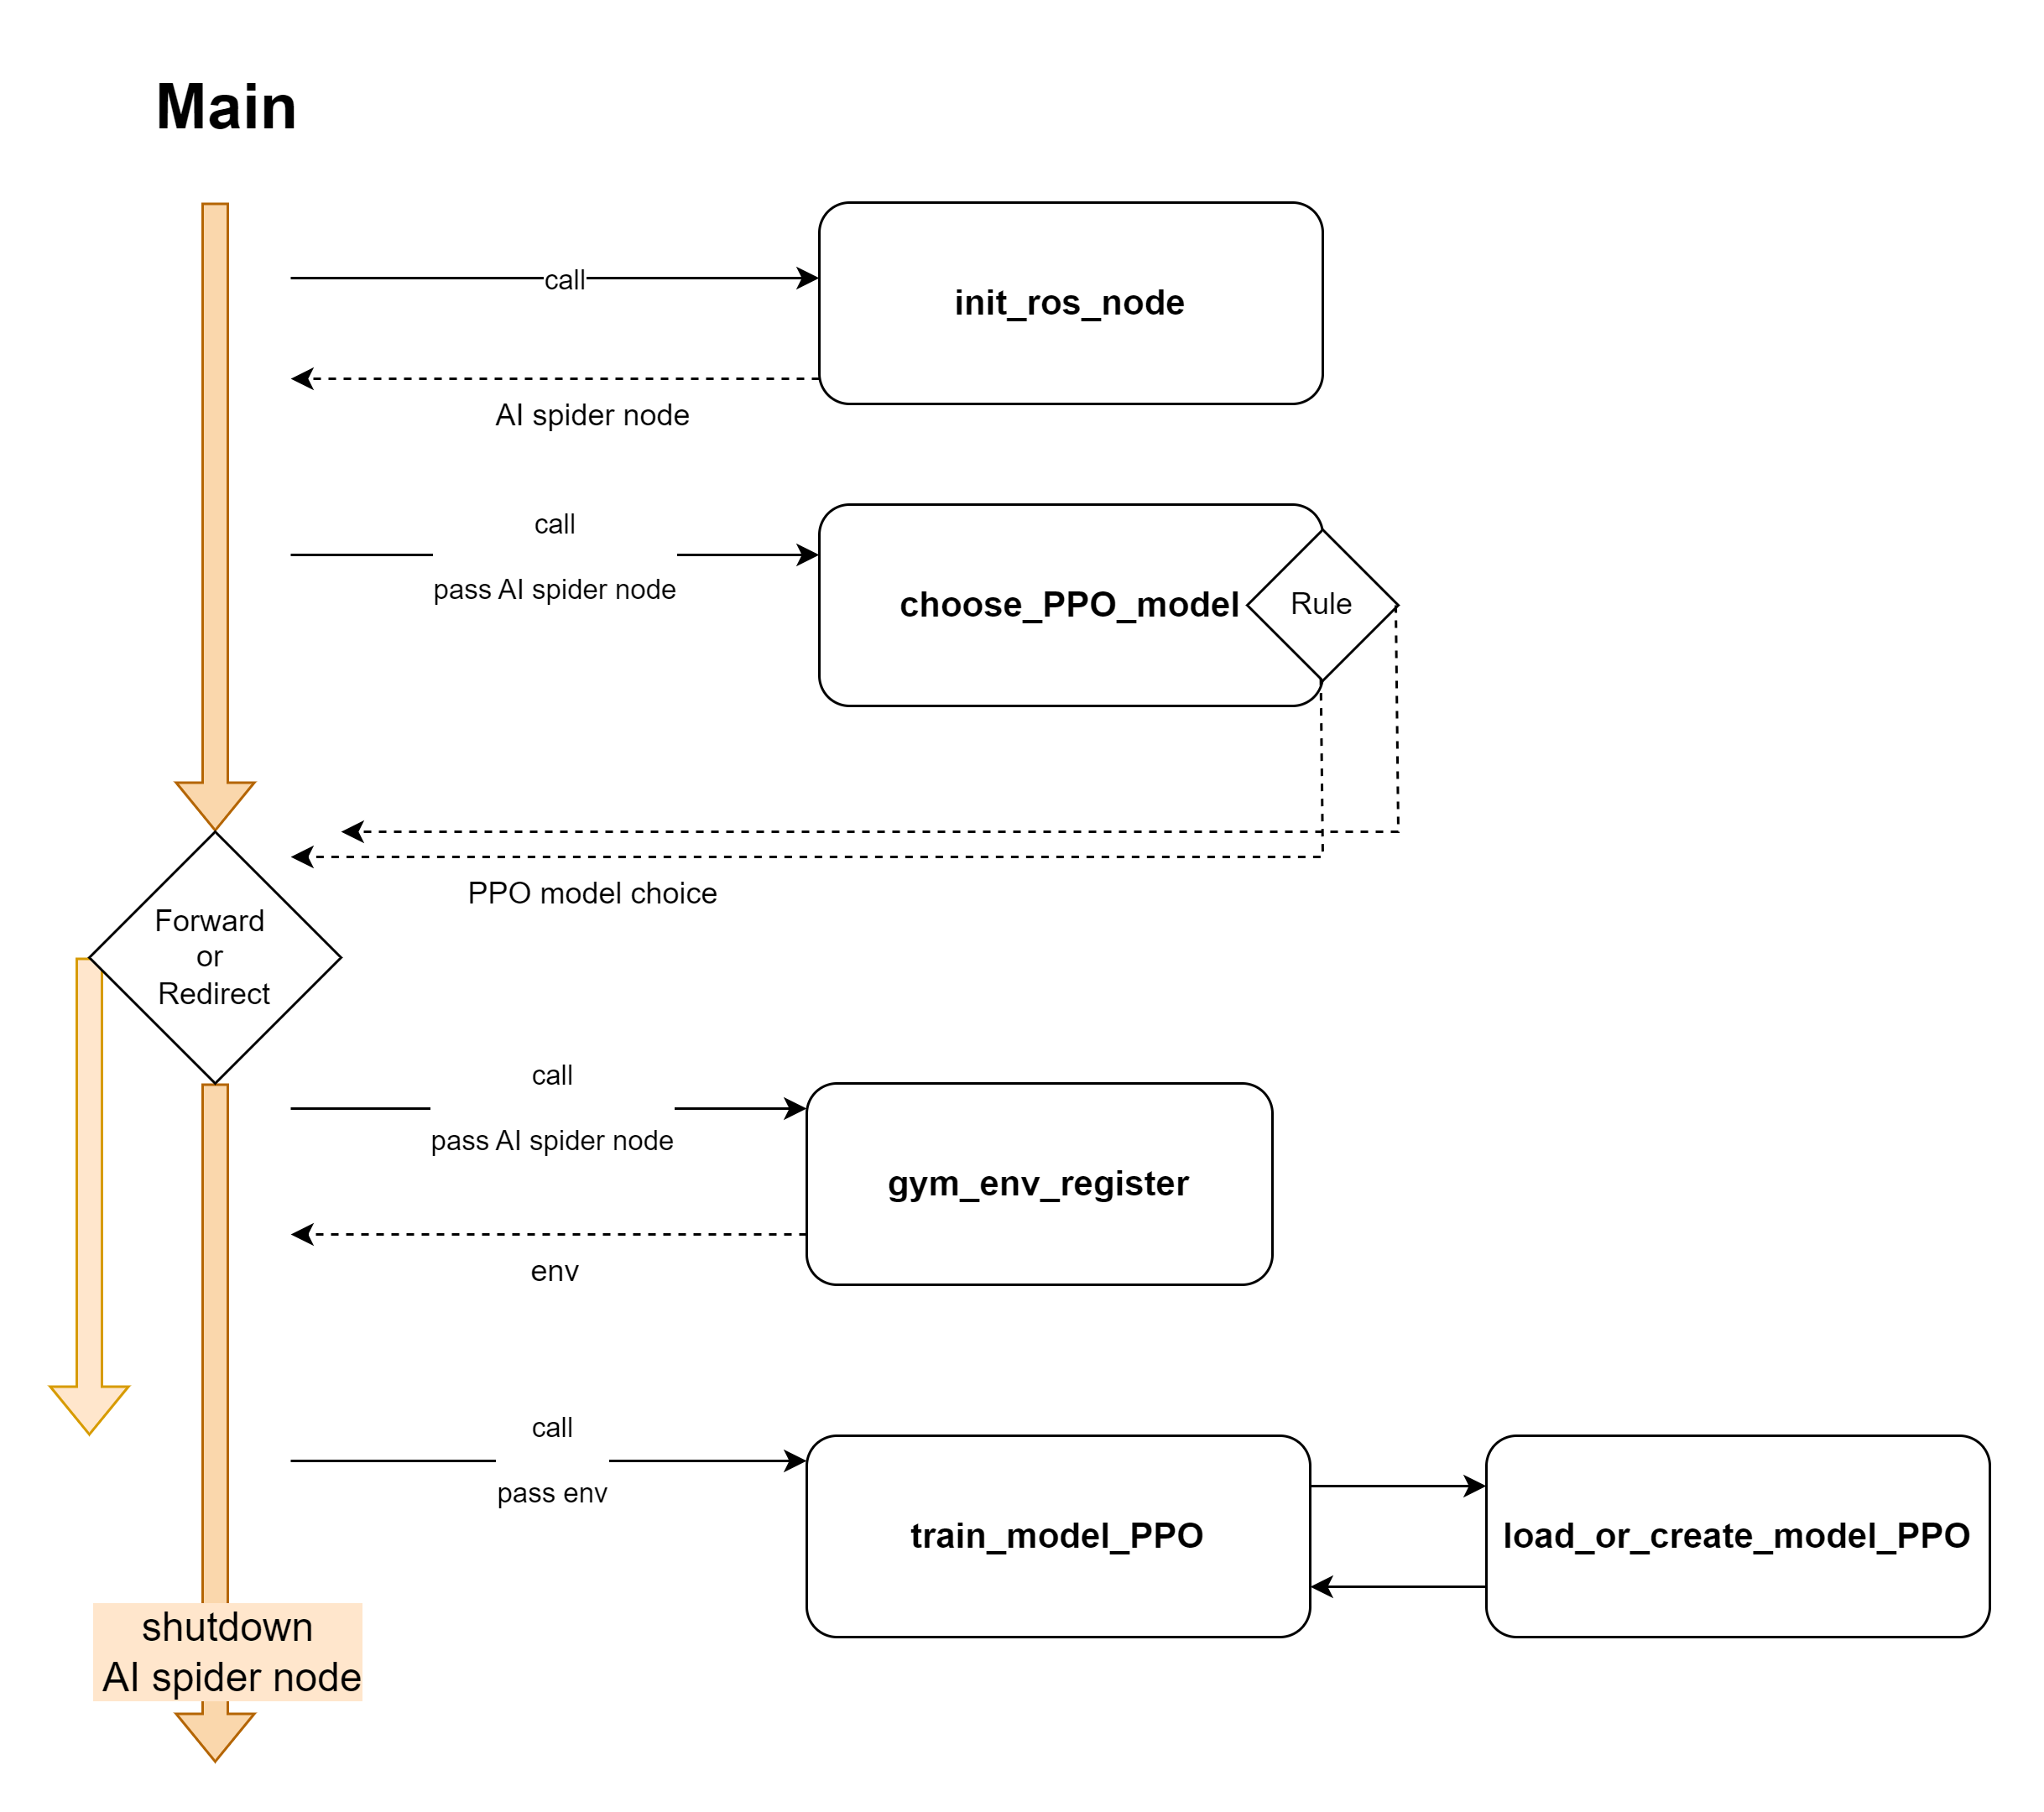 Main
call
init_ros_node
AI spider node
call
pass AI spider node
choose_PPO_model
Rule
PPO model choice
Forward
or
Redirect
call
pass AI spider node
gym_env_register
env
call
pass env
train_model_PPO
load_or_create_model_PPO
shutdown
AI spider node